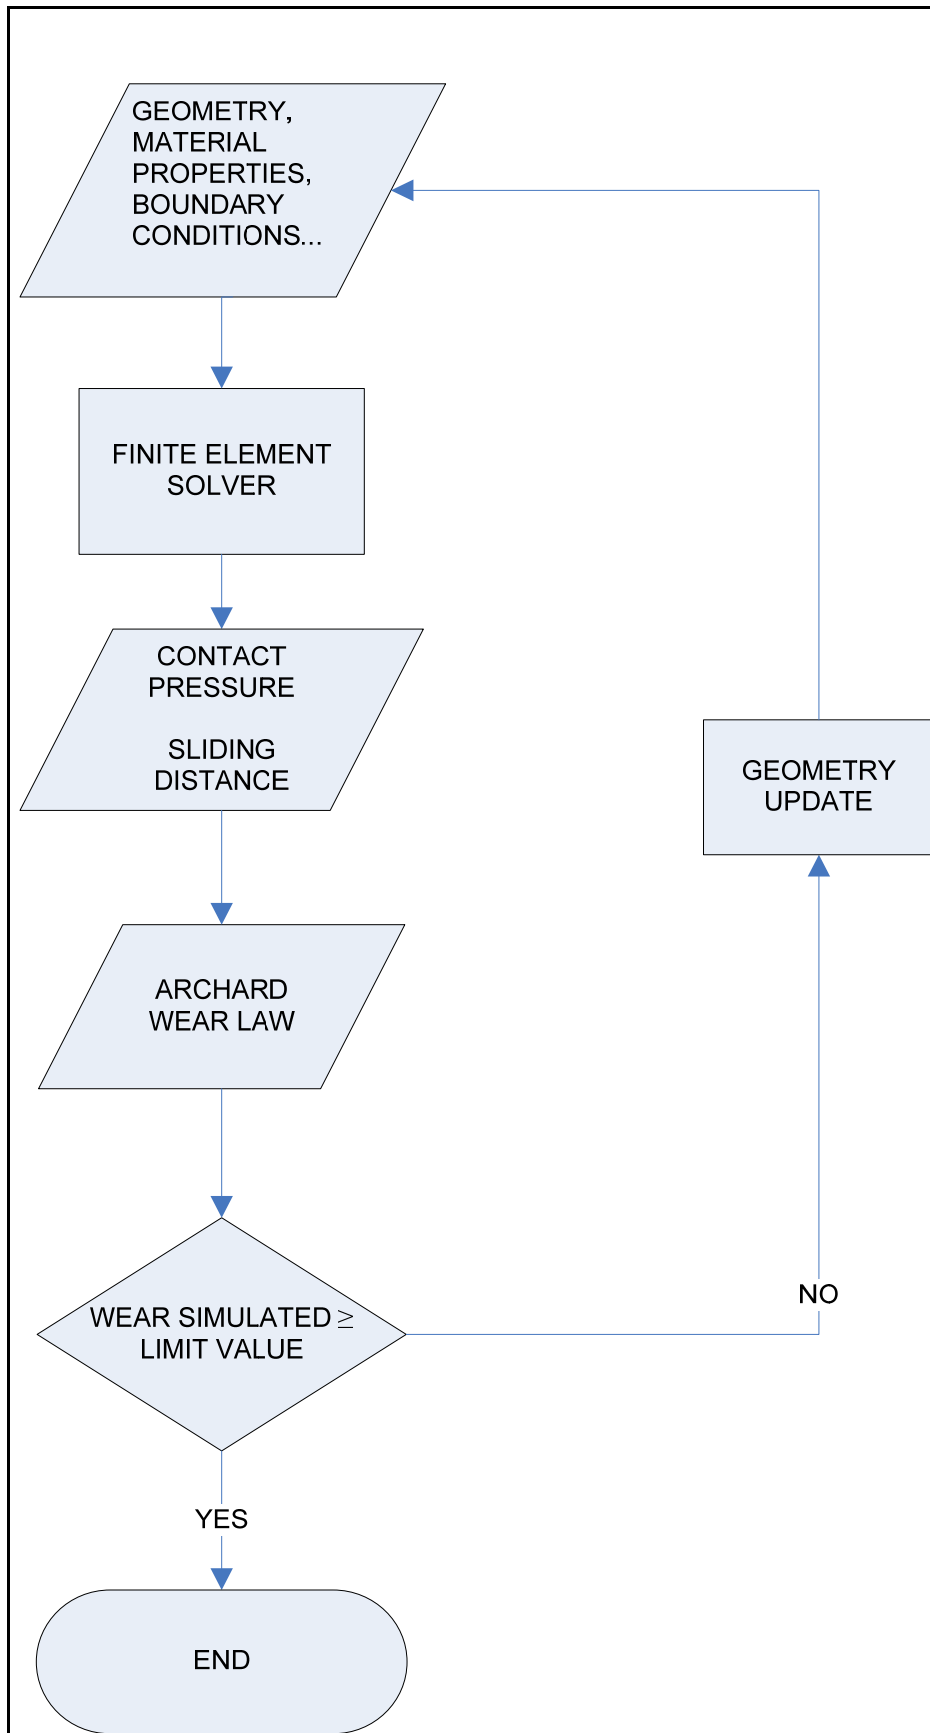 GEOMETRY,
MATERIAL
PROPERTIES,
BOUNDARY
CONDITIONS...
FINITE ELEMENT
SOLVER
CONTACT
PRESSURE
SLIDING
DISTANCE
GEOMETRY
UPDATE
ARCHARD
WEAR LAW
NO
WEAR SIMULATED ≥
LIMIT VALUE
YES
END